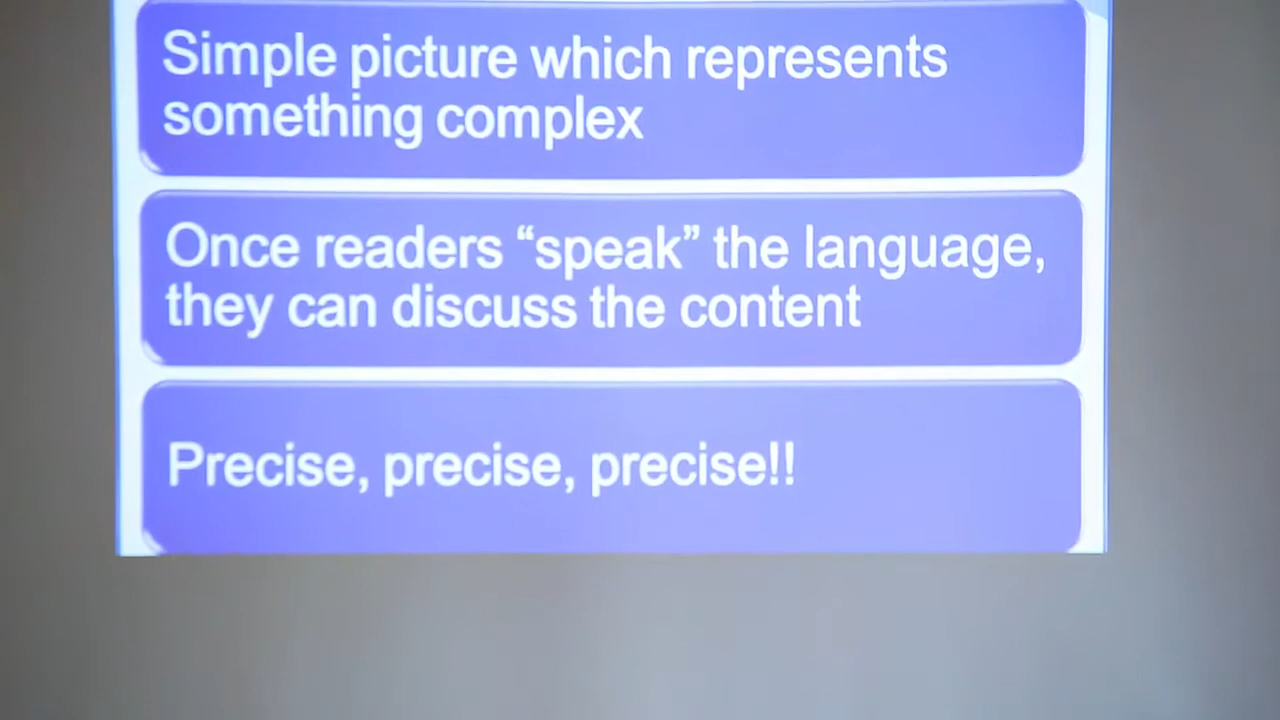 Simple picture which represents
something complex
Once readers “speak” the language,
they can discuss the content
Precise, precise, precise!!